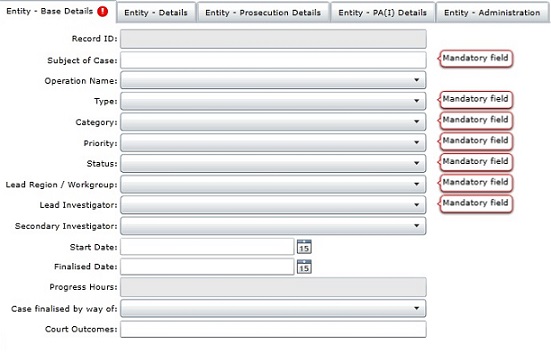 Entity - Base Details ! Entity - Details Entity - Prosecution Details Entity - PA(I) Details Entity - Administration
Record ID:
Subject of Case: Mandatory field
Operation Name:
Type: Mandatory field
Category: Mandatory field
Priority: Mandatory field
Status: Mandatory field
Lead Region / Workgroup: Mandatory field
Lead Investigator: Mandatory field
Secondary Investigator:
Start Date: 15
Finalised Date: 15
Progress Hours:
Case finalised by way of:
Court Outcomes: